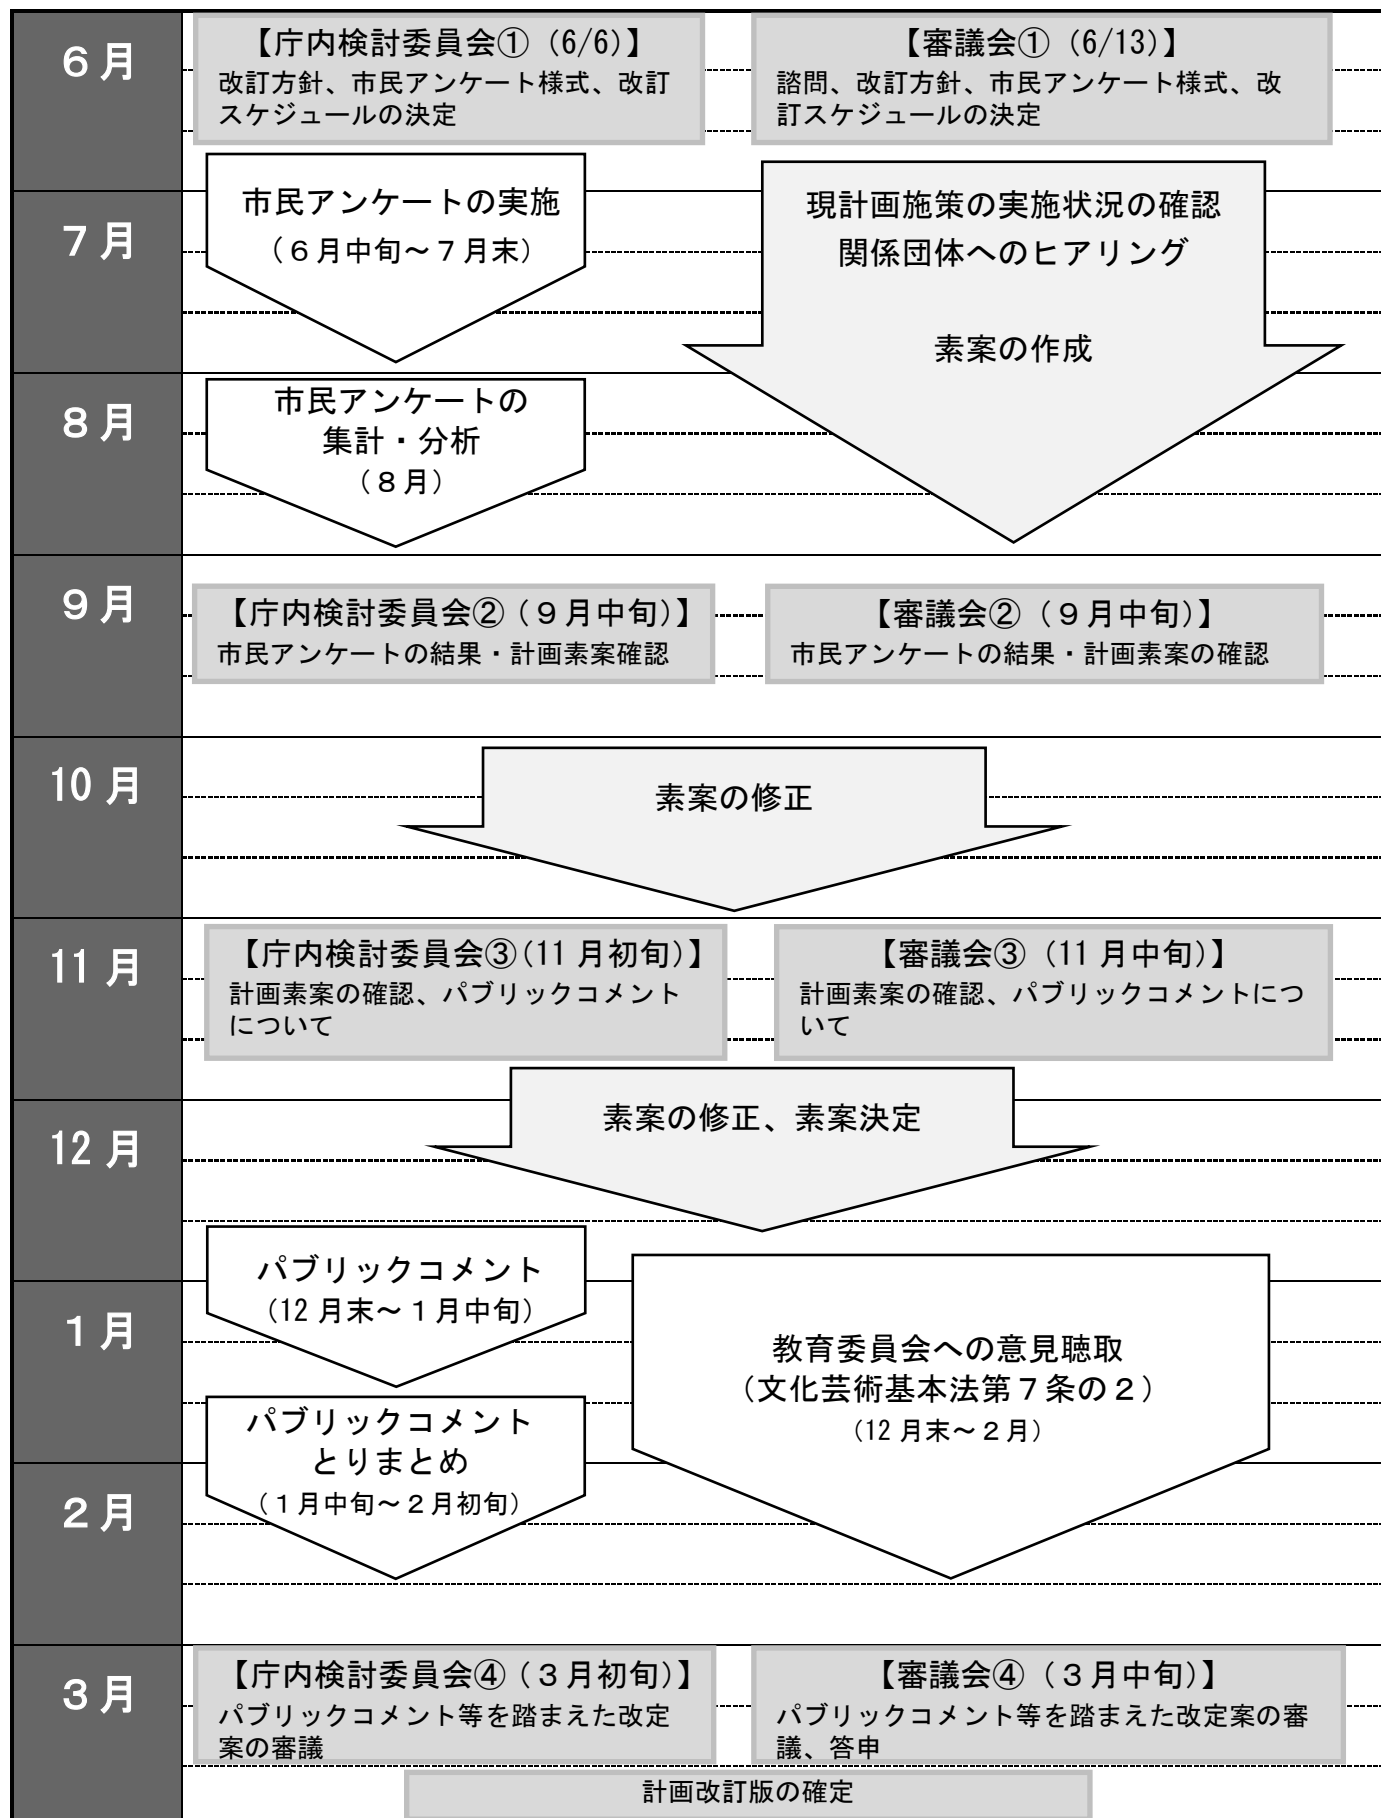 6月
【庁内検討委員会①（6/6)】
改訂方針、市民アンケート様式、改訂
スケジュールの決定
【審議会①（6/13)】
諮問、改訂方針、市民アンケート様式、改
訂スケジュールの決定
市民アンケートの実施
（６月中旬～７月末）
7月
現計画施策の実施状況の確認
関係団体へのヒアリング
素案の作成
8月
市民アンケートの
集計・分析
（８月）
9月
【庁内検討委員会②（９月中旬)】
市民アンケートの結果・計画素案確認
【審議会②（９月中旬)】
市民アンケートの結果・計画素案の確認
10月
素案の修正
11月
【庁内検討委員会③(11月初旬)】
計画素案の確認、パブリックコメント
について
【審議会③（11月中旬)】
計画素案の確認、パブリックコメントにつ
いて
12月
素案の修正、素案決定
パブリックコメント
（12月末～１月中旬）
1月
教育委員会への意見聴取
（文化芸術基本法第７条の２）
（12月末～２月）
パブリックコメント
とりまとめ
（１月中旬～２月初旬）
2月
3月
【庁内検討委員会④（３月初旬)】
パブリックコメント等を踏まえた改定
案の審議
【審議会④（３月中旬)】
パブリックコメント等を踏まえた改定案の審
議、答申
計画改訂版の確定